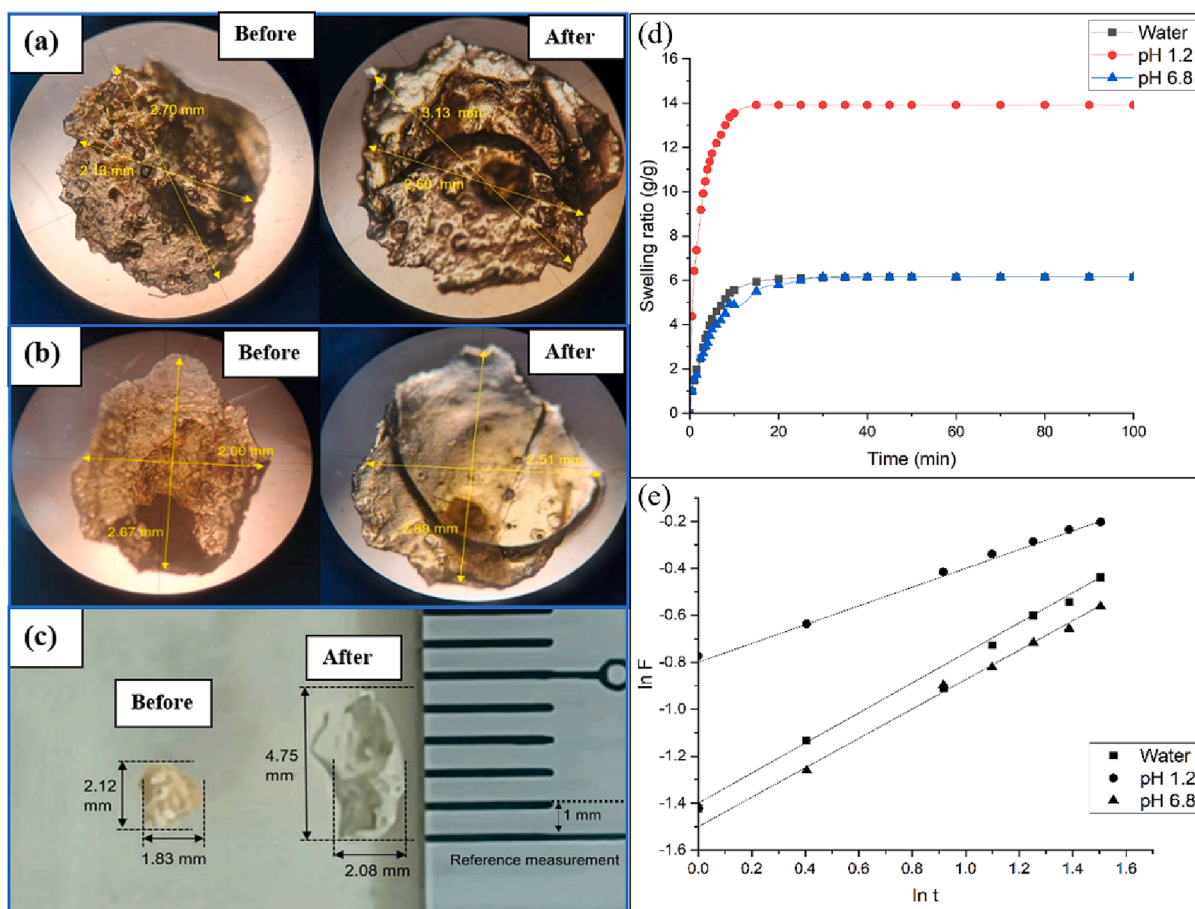 (a)
Before
After
2.70 mm
2.13 mm
3.13 mm
2.60 mm
(b)
Before
After
2.00 mm
2.67 mm
2.51 mm
2.89 mm
(c)
Before
After
2.12
mm
1.83 mm
4.75
mm
2.08 mm
1 mm
Reference measurement
(d)
Water
pH 1.2
pH 6.8
Swelling ratio (g/g)
16
14
12
10
8
6
4
2
0
0 20 40 60 80 100
Time (min)
(e)
ln F
-0.2
-0.4
-0.6
-0.8
-1.0
-1.2
-1.4
-1.6
Water
pH 1.2
pH 6.8
0.0 0.2 0.4 0.6 0.8 1.0 1.2 1.4 1.6
ln t